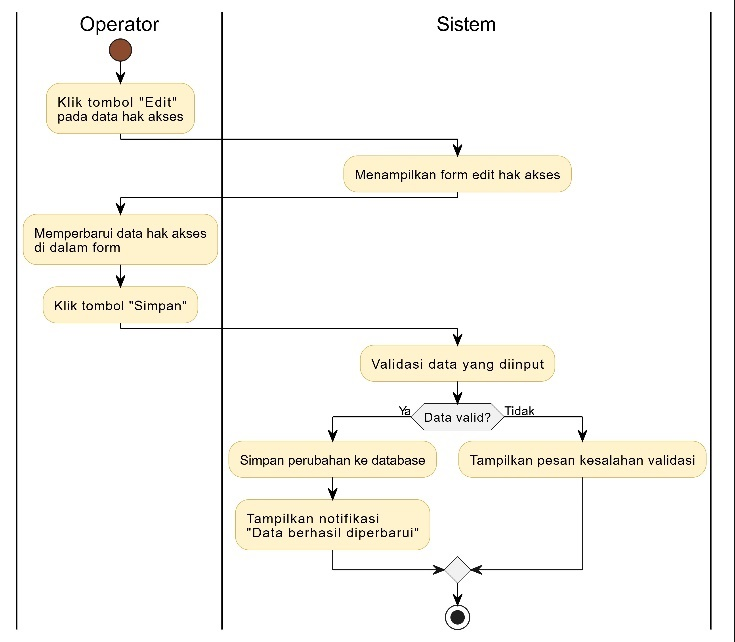 Operator
Sistem
Klik tombol "Edit"
pada data hak akses
Menampilkan form edit hak akses
Memperbarui data hak akses
di dalam form
Klik tombol "Simpan"
Validasi data yang diinput
Ya
Data valid?
Tidak
Simpan perubahan ke database
Tampilkan pesan kesalahan validasi
Tampilkan notifikasi
"Data berhasil diperbarui"